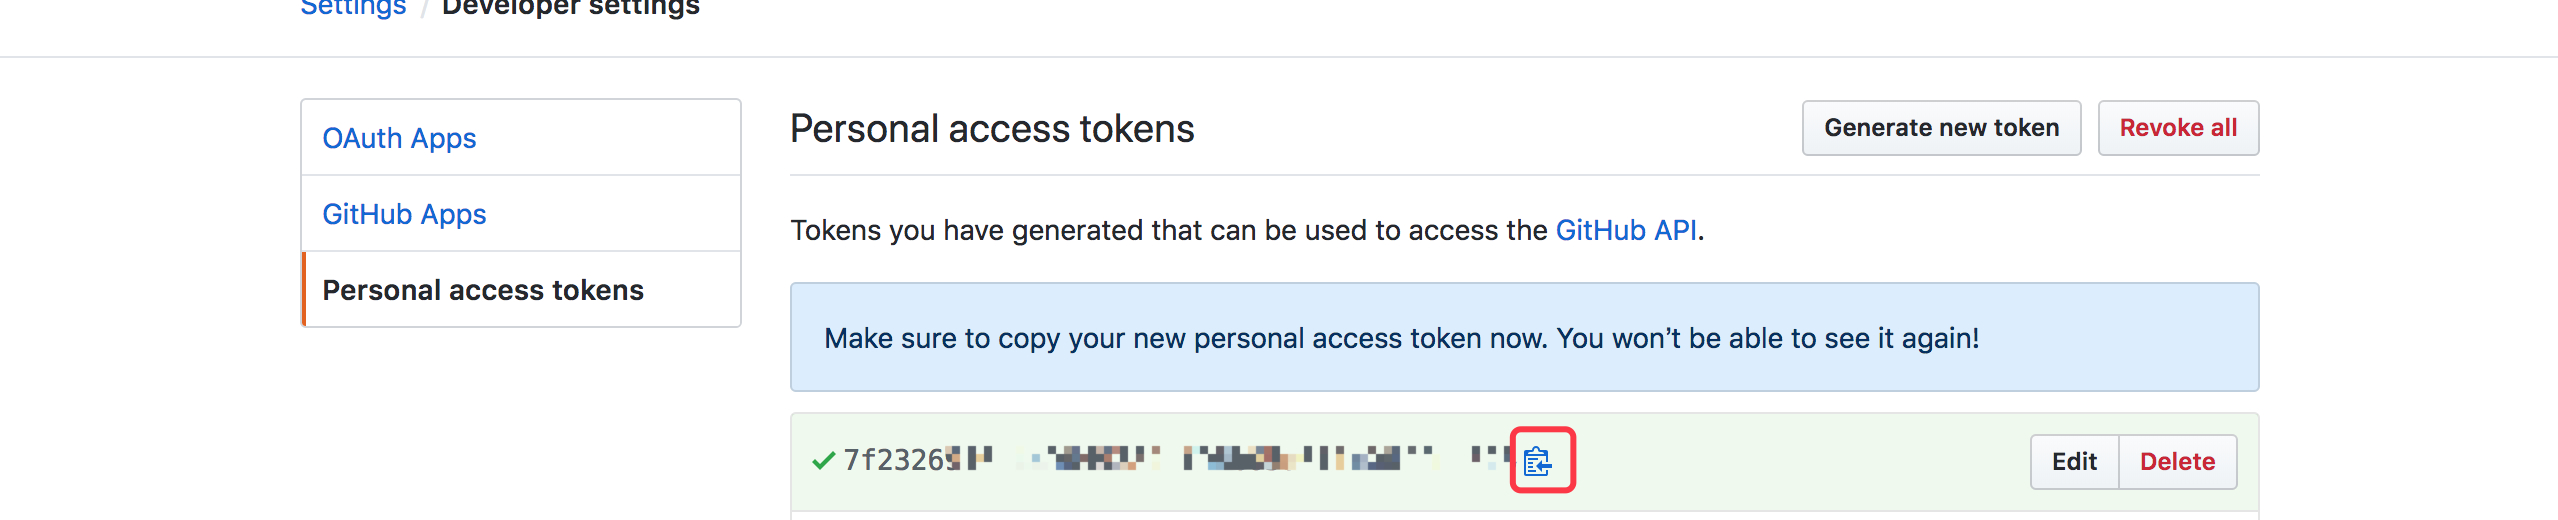 Settings / Developer settings
OAuth Apps
GitHub Apps
Personal access tokens
Personal access tokens
Generate new token
Revoke all
Tokens you have generated that can be used to access the GitHub API.
Make sure to copy your new personal access token now. You won’t be able to see it again!
7f2326
Edit
Delete